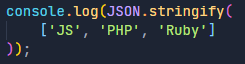 console.log(JSON.stringify(
    ['JS', 'PHP', 'Ruby']
));